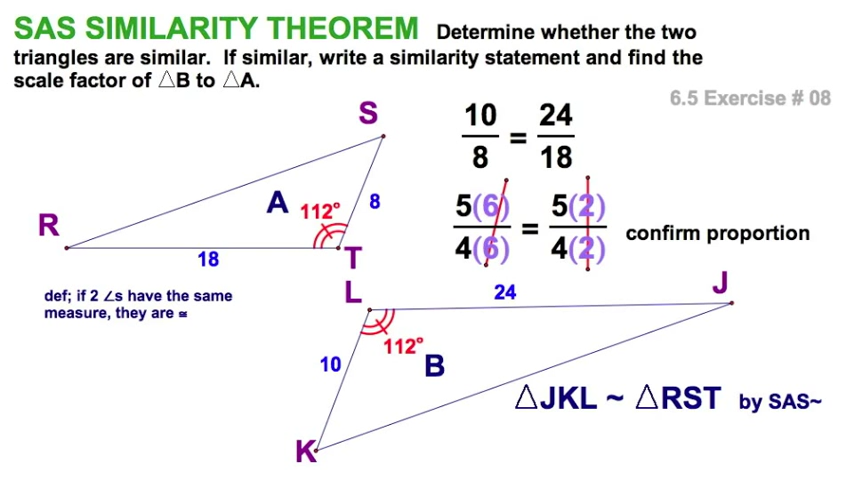 SAS SIMILARITY THEOREM Determine whether the two
triangles are similar. If similar, write a similarity statement and find the
scale factor of △B to △A.
6.5 Exercise # 08
S
10/8 = 24/18
R
A
112°
8
5(6)/4(6) = 5(2)/4(2)
confirm proportion
18
T
def; if 2 ∠s have the same
measure, they are ≅
L
24
J
112°
10
B
△JKL ~ △RST by SAS~
K